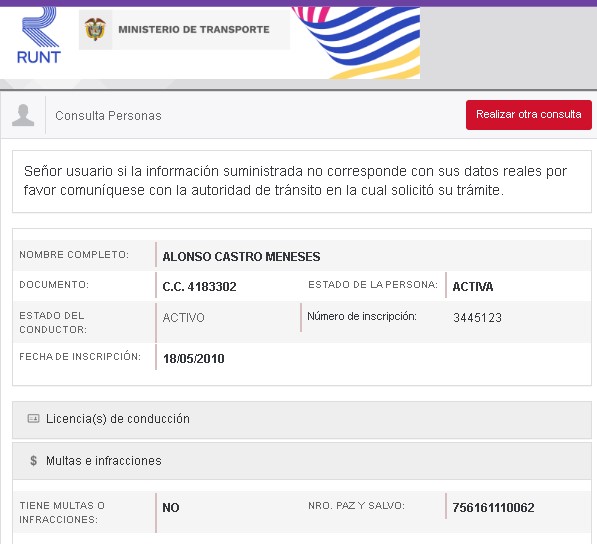 RUNT
MINISTERIO DE TRANSPORTE
Consulta Personas
Realizar otra consulta
Señor usuario si la información suministrada no corresponde con sus datos reales por
favor comuníquese con la autoridad de tránsito en la cual solicitó su trámite.
NOMBRE COMPLETO: ALONSO CASTRO MENESES
DOCUMENTO: C.C. 4183302 ESTADO DE LA PERSONA: ACTIVA
ESTADO DEL
CONDUCTOR: ACTIVO Número de inscripción: 3445123
FECHA DE INSCRIPCIÓN: 18/05/2010
Licencia(s) de conducción
$ Multas e infracciones
TIENE MULTAS O
INFRACCIONES: NO NRO. PAZ Y SALVO: 756161110062